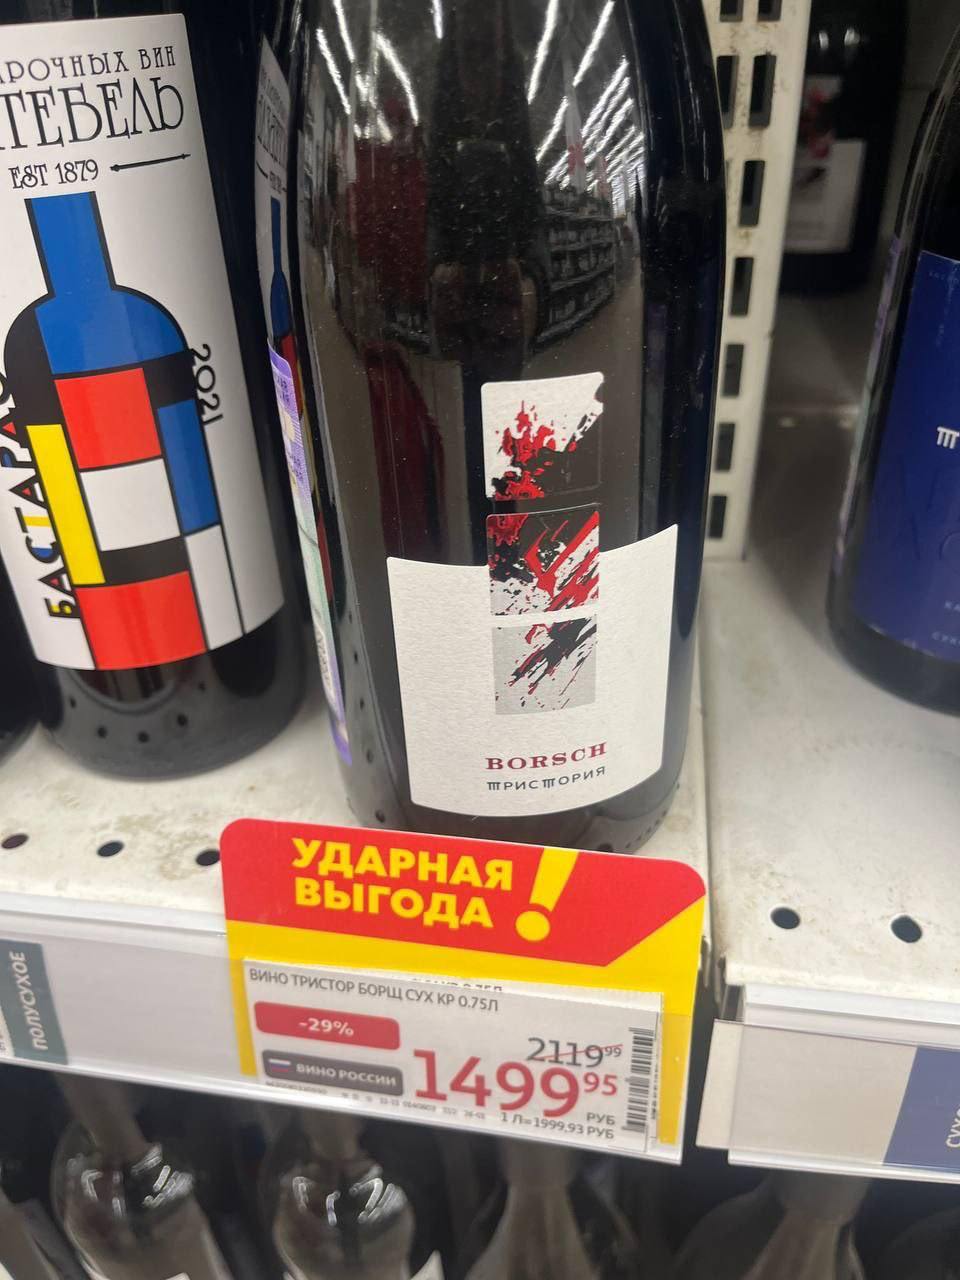 АРОЧНЫХ ВИН
ТЕБЕЛЬ
EST 1879
2021
БАСТАРДО
BORSCH
ТРИСТОРИЯ
УДАРНАЯ
ВЫГОДА!
ВИНО ТРИСТОР БОРЩ СУХ КР 0.75Л
-29%
2119 99
ВИНО РОССИИ
1499 95
РУБ
1 Л=1999,93 РУБ
ПОЛУСУХОЕ